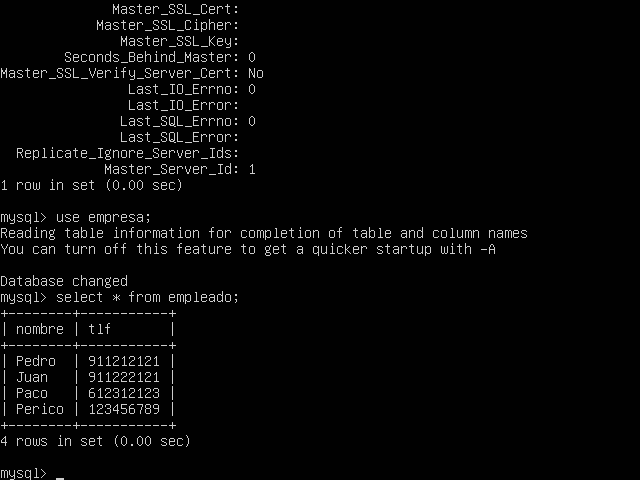 Master_SSL_Cert:
Master_SSL_Cipher:
Master_SSL_Key:
Seconds_Behind_Master: 0
Master_SSL_Verify_Server_Cert: No
Last_IO_Errno: 0
Last_IO_Error:
Last_SQL_Errno: 0
Last_SQL_Error:
Replicate_Ignore_Server_Ids:
Master_Server_Id: 1
1 row in set (0.00 sec)
mysql> use empresa;
Reading table information for completion of table and column names
You can turn off this feature to get a quicker startup with -A
Database changed
mysql> select * from empleado;
+--------+-----------+
| nombre | tlf       |
+--------+-----------+
| Pedro  | 911212121 |
| Juan   | 911222121 |
| Paco   | 612312123 |
| Perico | 123456789 |
+--------+-----------+
4 rows in set (0.00 sec)
mysql> _